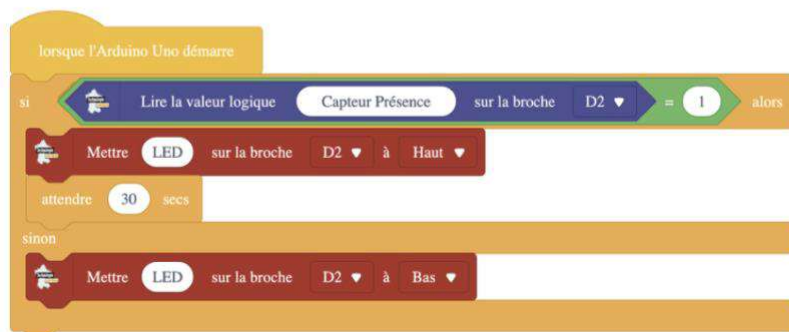 lorsque l'Arduino Uno démarre
si Lire la valeur logique Capteur Présence sur la broche D2 = 1 alors
Mettre LED sur la broche D2 à Haut
attendre 30 secs
sinon
Mettre LED sur la broche D2 à Bas